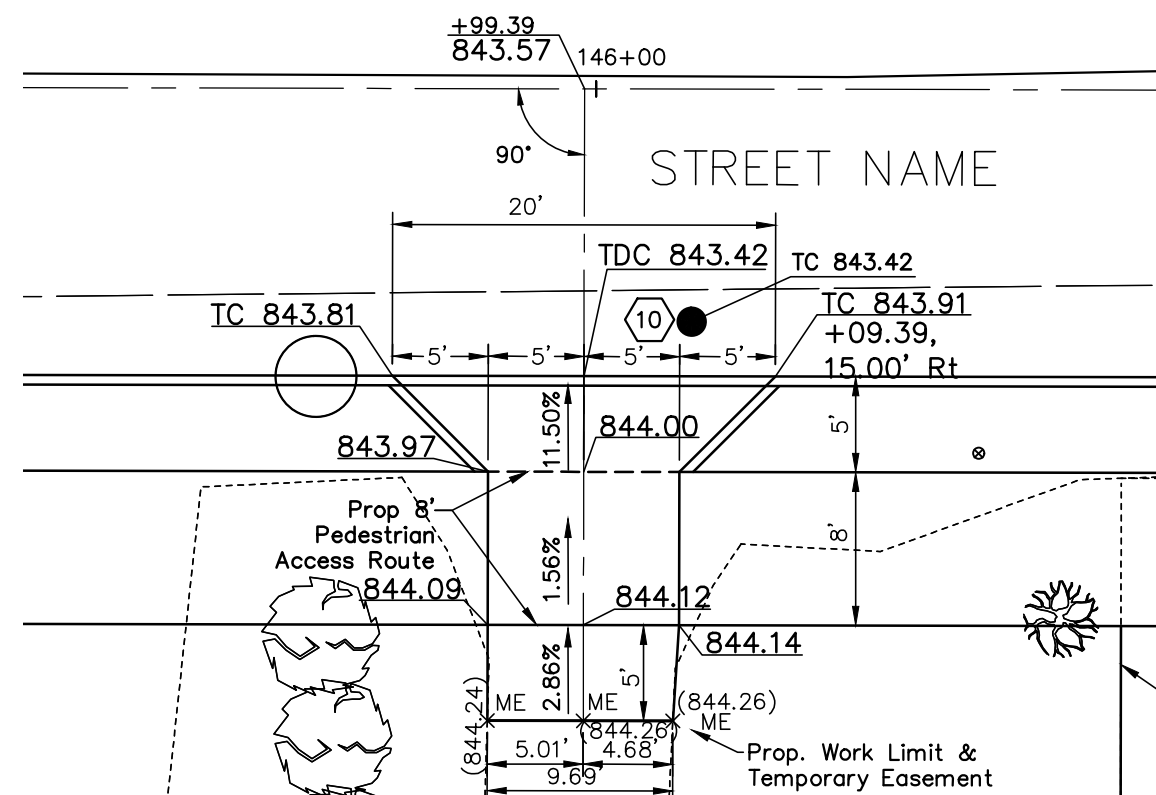 +99.39
843.57
146+00
90°
STREET NAME
20'
TDC 843.42
TC 843.42
TC 843.81
10
TC 843.91
+09.39,
15.00' Rt
5'
5'
5'
5'
11.50%
844.00
5'
843.97
Prop 8'
Pedestrian
Access Route
1.56%
8'
844.09
844.12
844.14
2.86%
5'
(844.24)
ME
ME
(844.26)
ME
(844.26)
5.01'
4.68'
9.69'
Prop. Work Limit &
Temporary Easement